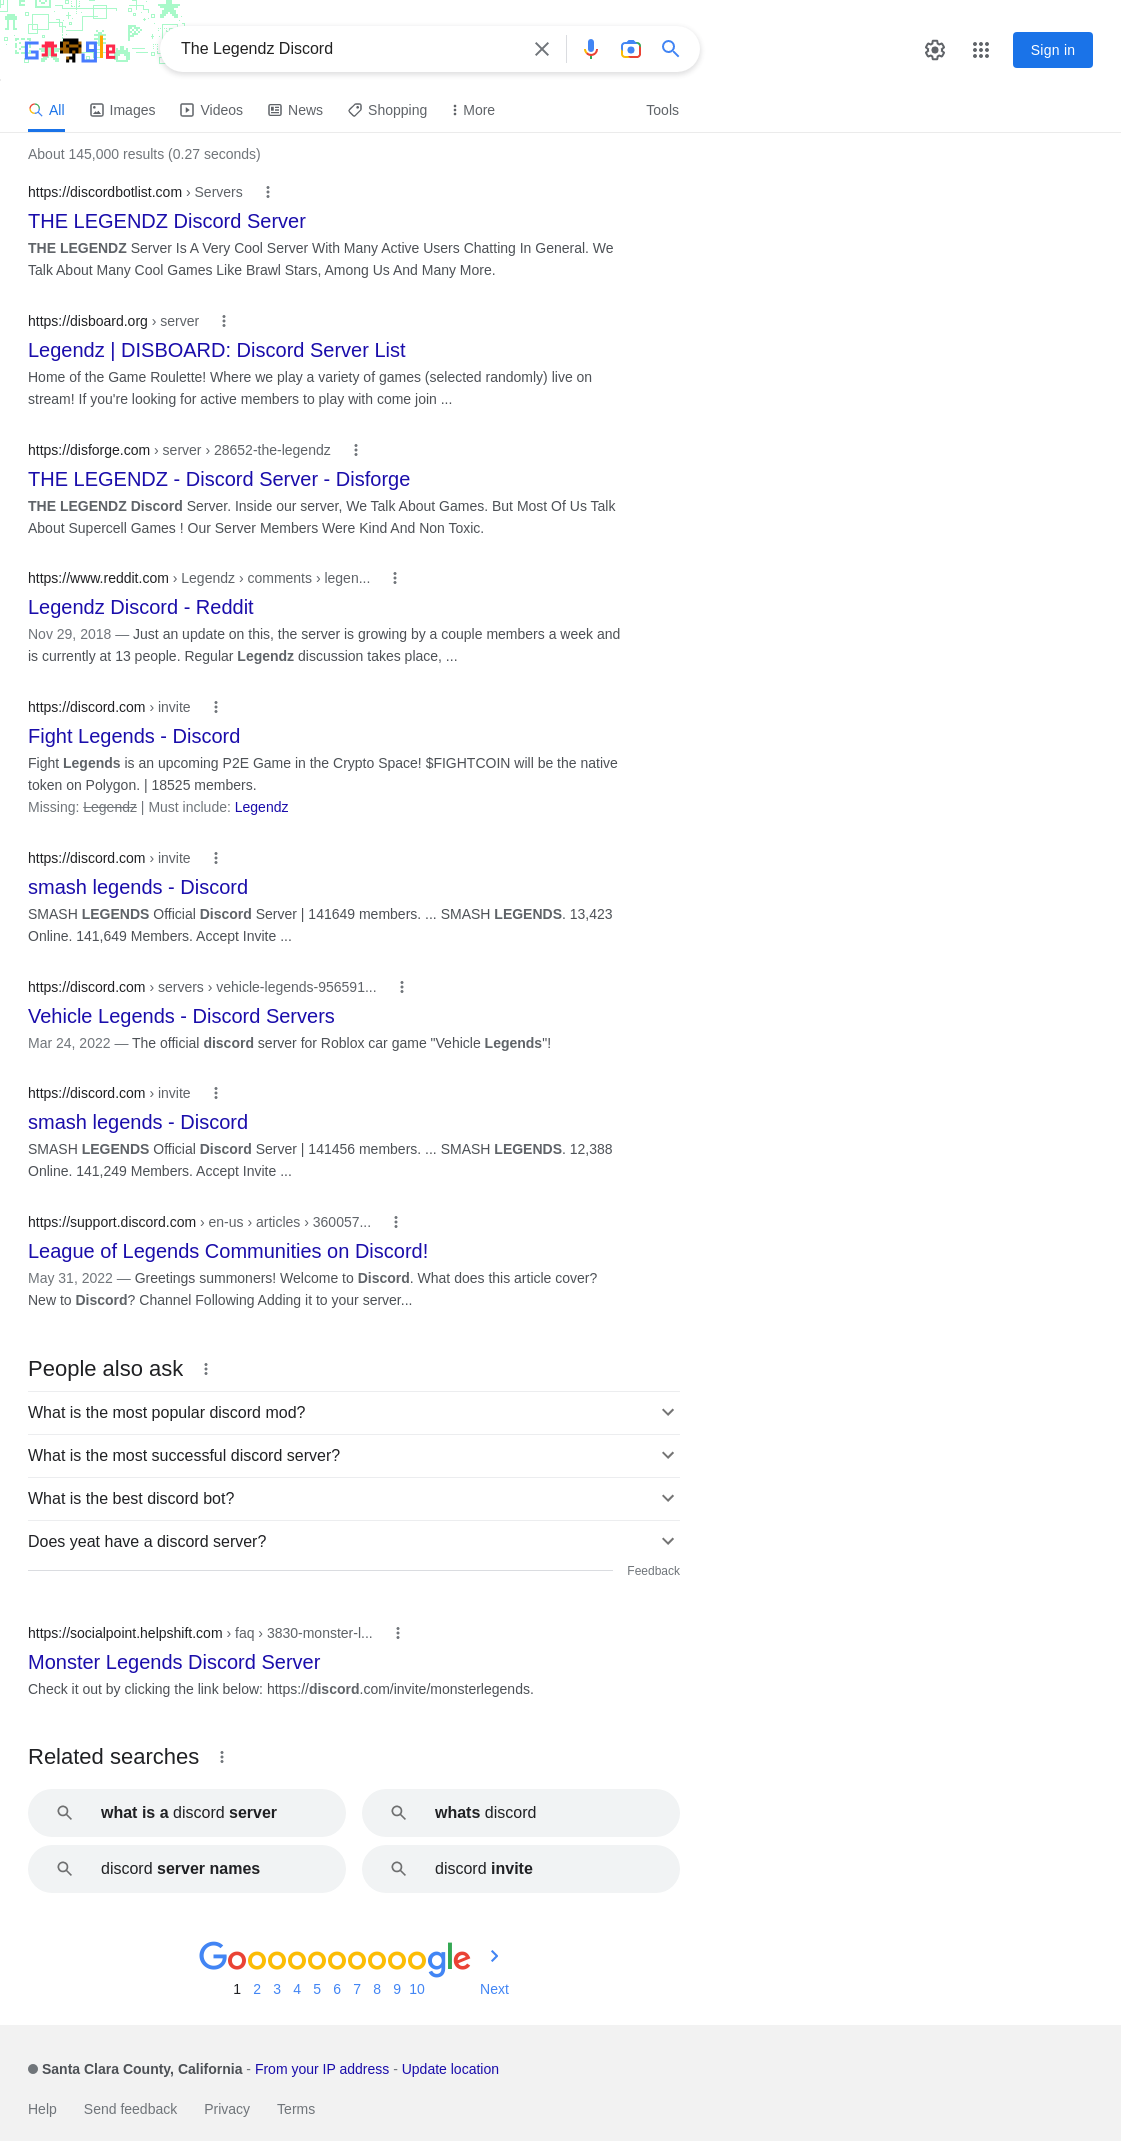 Google
The Legendz Discord
Sign in
All Images Videos News Shopping More Tools
About 145,000 results (0.27 seconds)
https://discordbotlist.com › Servers
THE LEGENDZ Discord Server
THE LEGENDZ Server Is A Very Cool Server With Many Active Users Chatting In General. We
Talk About Many Cool Games Like Brawl Stars, Among Us And Many More.
https://disboard.org › server
Legendz | DISBOARD: Discord Server List
Home of the Game Roulette! Where we play a variety of games (selected randomly) live on
stream! If you're looking for active members to play with come join ...
https://disforge.com › server › 28652-the-legendz
THE LEGENDZ - Discord Server - Disforge
THE LEGENDZ Discord Server. Inside our server, We Talk About Games. But Most Of Us Talk
About Supercell Games ! Our Server Members Were Kind And Non Toxic.
https://www.reddit.com › Legendz › comments › legen...
Legendz Discord - Reddit
Nov 29, 2018 — Just an update on this, the server is growing by a couple members a week and
is currently at 13 people. Regular Legendz discussion takes place, ...
https://discord.com › invite
Fight Legends - Discord
Fight Legends is an upcoming P2E Game in the Crypto Space! $FIGHTCOIN will be the native
token on Polygon. | 18525 members.
Missing: Legendz | Must include: Legendz
https://discord.com › invite
smash legends - Discord
SMASH LEGENDS Official Discord Server | 141649 members. ... SMASH LEGENDS. 13,423
Online. 141,649 Members. Accept Invite ...
https://discord.com › servers › vehicle-legends-956591...
Vehicle Legends - Discord Servers
Mar 24, 2022 — The official discord server for Roblox car game "Vehicle Legends"!
https://discord.com › invite
smash legends - Discord
SMASH LEGENDS Official Discord Server | 141456 members. ... SMASH LEGENDS. 12,388
Online. 141,249 Members. Accept Invite ...
https://support.discord.com › en-us › articles › 360057...
League of Legends Communities on Discord!
May 31, 2022 — Greetings summoners! Welcome to Discord. What does this article cover?
New to Discord? Channel Following Adding it to your server...
People also ask
What is the most popular discord mod?
What is the most successful discord server?
What is the best discord bot?
Does yeat have a discord server?
Feedback
https://socialpoint.helpshift.com › faq › 3830-monster-l...
Monster Legends Discord Server
Check it out by clicking the link below: https://discord.com/invite/monsterlegends.
Related searches
what is a discord server
whats discord
discord server names
discord invite
Goooooooooogle
1 2 3 4 5 6 7 8 9 10 Next
Santa Clara County, California - From your IP address - Update location
Help Send feedback Privacy Terms